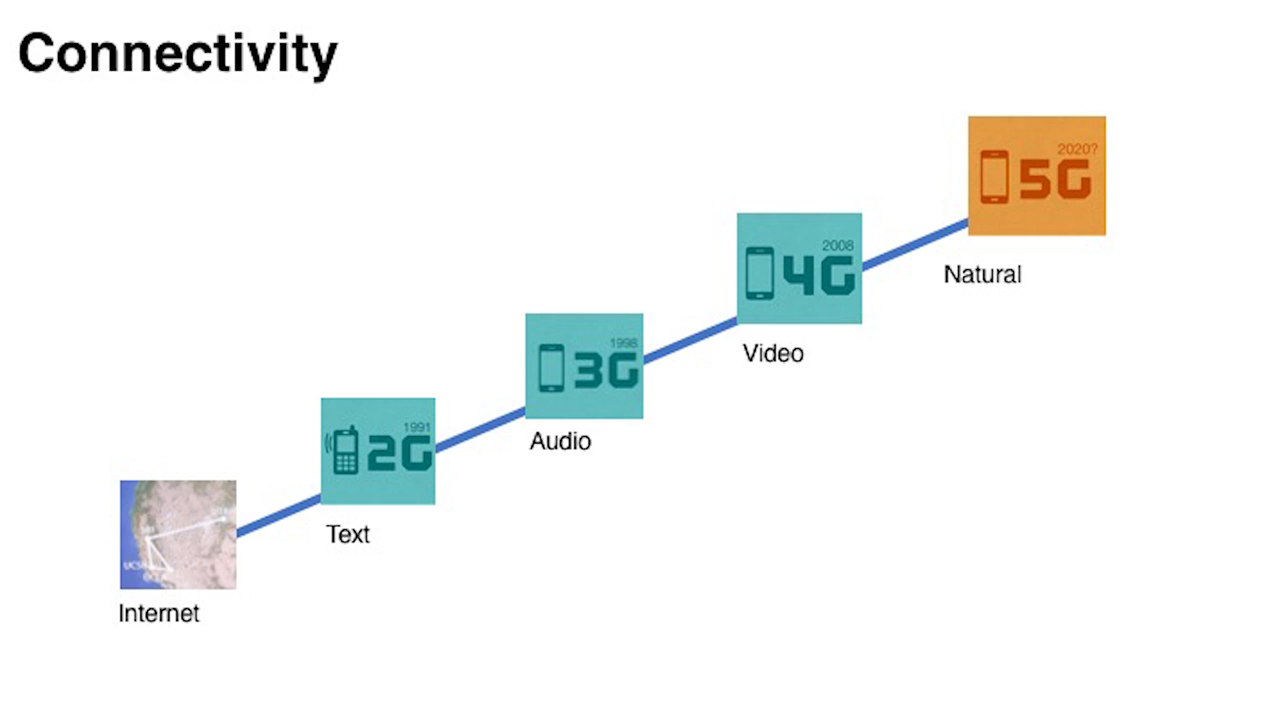 Connectivity
2020?
5G
Natural
2008
4G
Video
1998
3G
Audio
1991
2G
Text
Internet